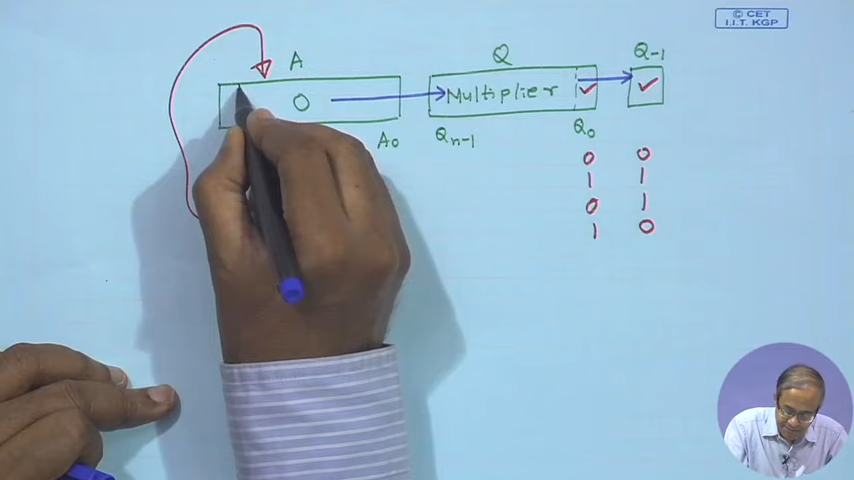 © CET
I.I.T. KGP
A Q Q-1
0 Multiplier
A0 Qn-1 Q0
0 0
1 1
0 1
1 0